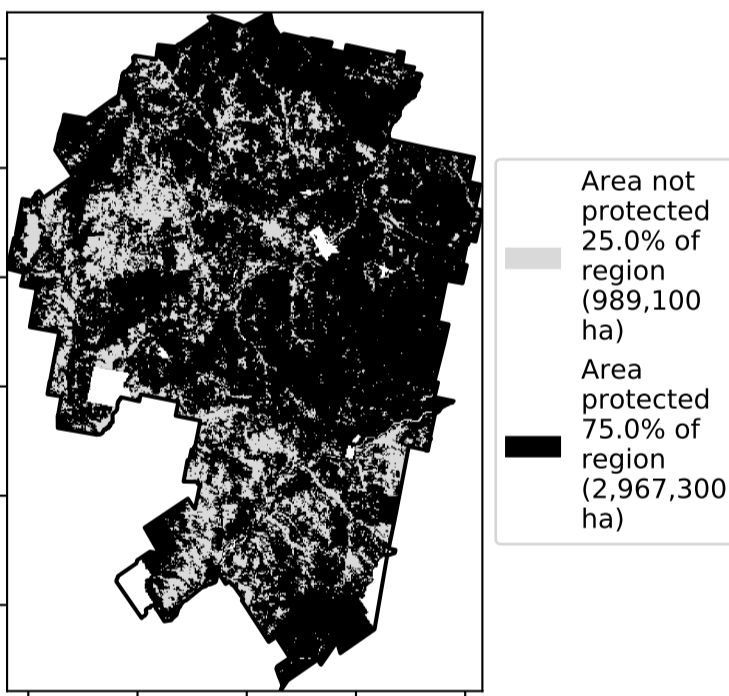 Area not
protected
25.0% of
region
(989,100
ha)
Area
protected
75.0% of
region
(2,967,300
ha)